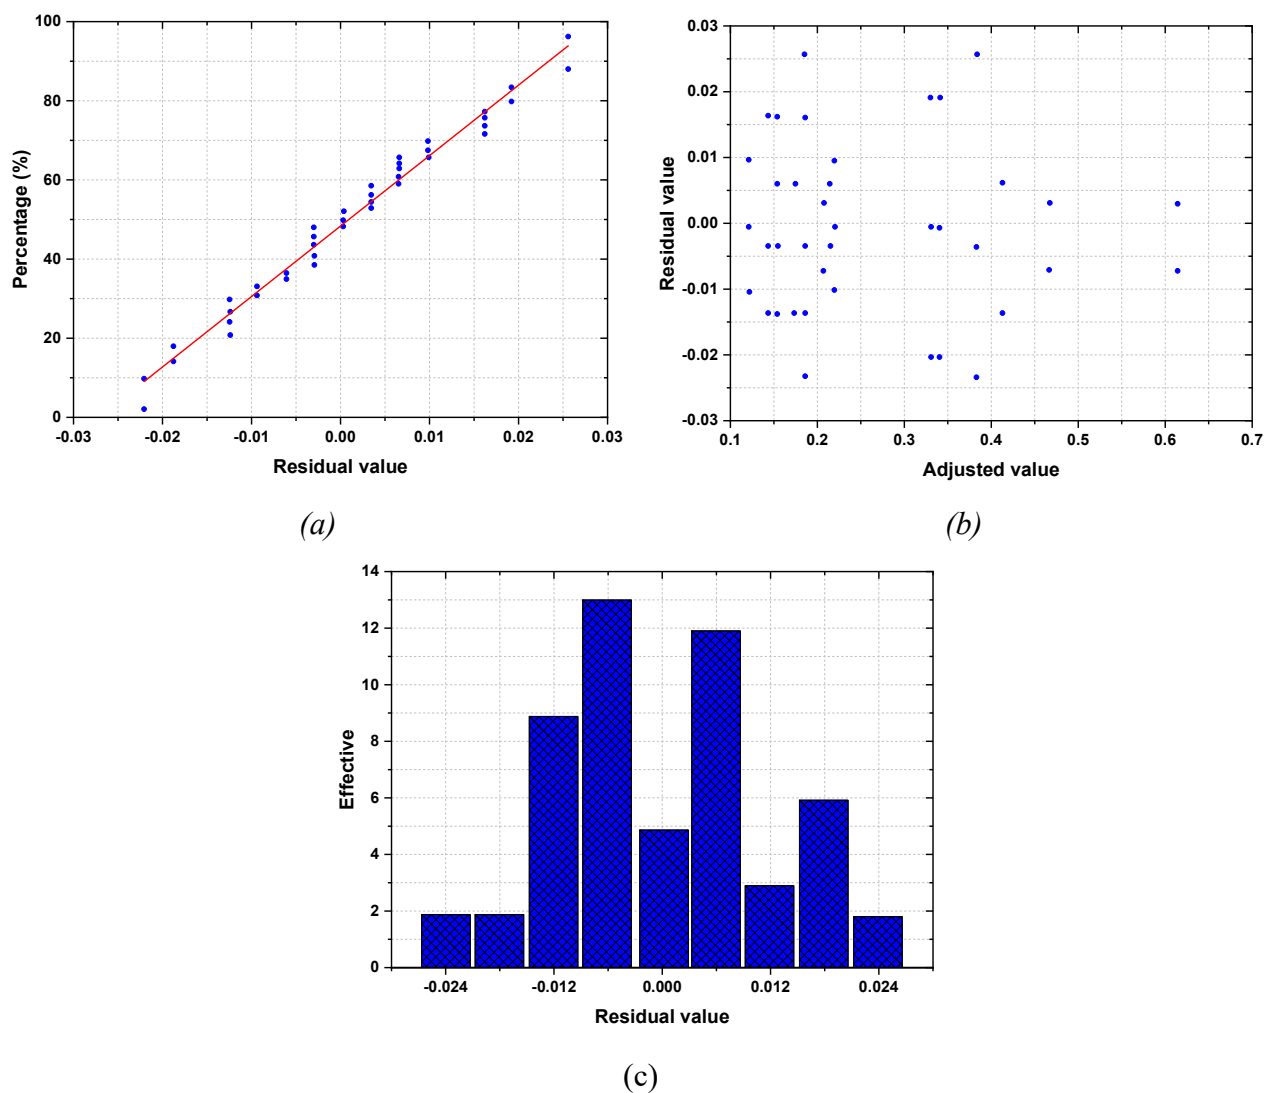 100
80
60
40
20
0
Percentage (%)
-0.03 -0.02 -0.01 0.00 0.01 0.02 0.03
Residual value
(a)
0.03
0.02
0.01
0.00
-0.01
-0.02
-0.03
Residual value
0.1 0.2 0.3 0.4 0.5 0.6 0.7
Adjusted value
(b)
14
12
10
8
6
4
2
0
Effective
-0.024 -0.012 0.000 0.012 0.024
Residual value
(c)